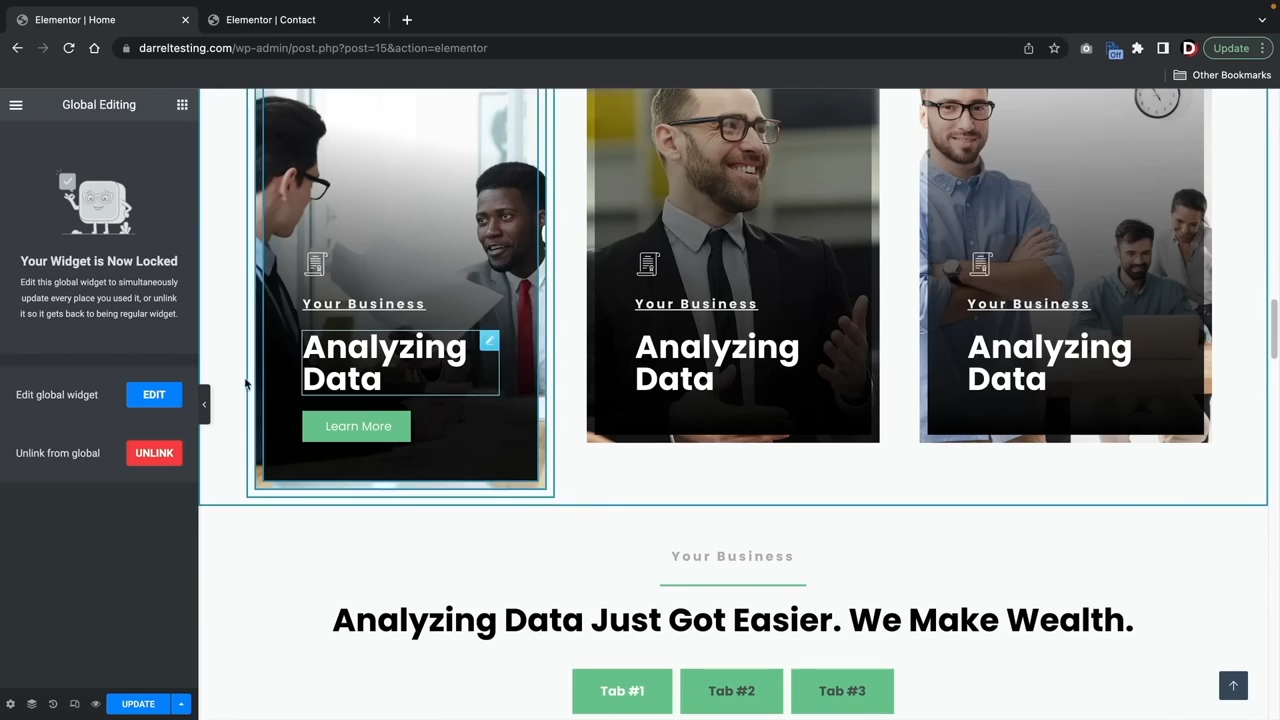 Elementor | Home
Elementor | Contact
darreltesting.com/wp-admin/post.php?post=15&action=elementor
Off
D
Update
Other Bookmarks
Global Editing
Your Widget is Now Locked
Edit this global widget to simultaneously
update every place you used it, or unlink
it so it gets back to being regular widget.
Edit global widget
EDIT
Unlink from global
UNLINK
UPDATE
Your Business
Analyzing
Data
Learn More
Your Business
Analyzing
Data
Your Business
Analyzing
Data
Your Business
Analyzing Data Just Got Easier. We Make Wealth.
Tab #1
Tab #2
Tab #3